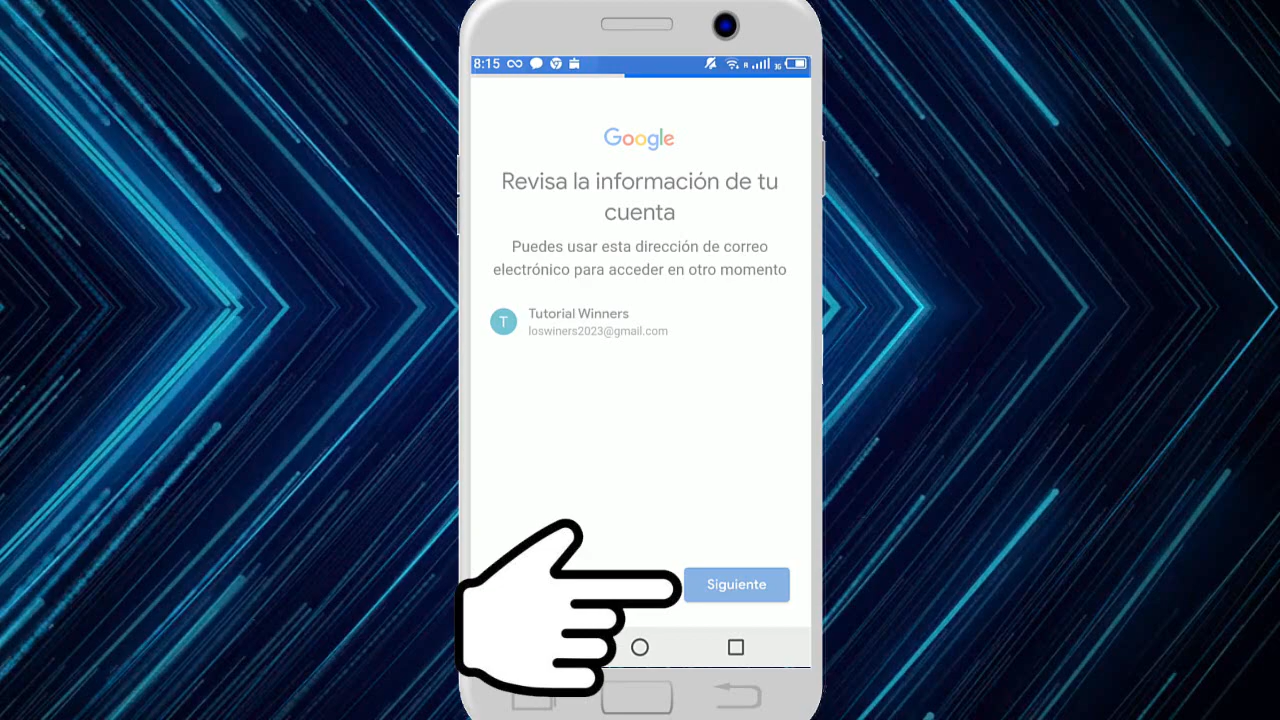 8:15
3G
Google
Revisa la información de tu
cuenta
Puedes usar esta dirección de correo
electrónico para acceder en otro momento
T
Tutorial Winners
loswiners2023@gmail.com
Siguiente